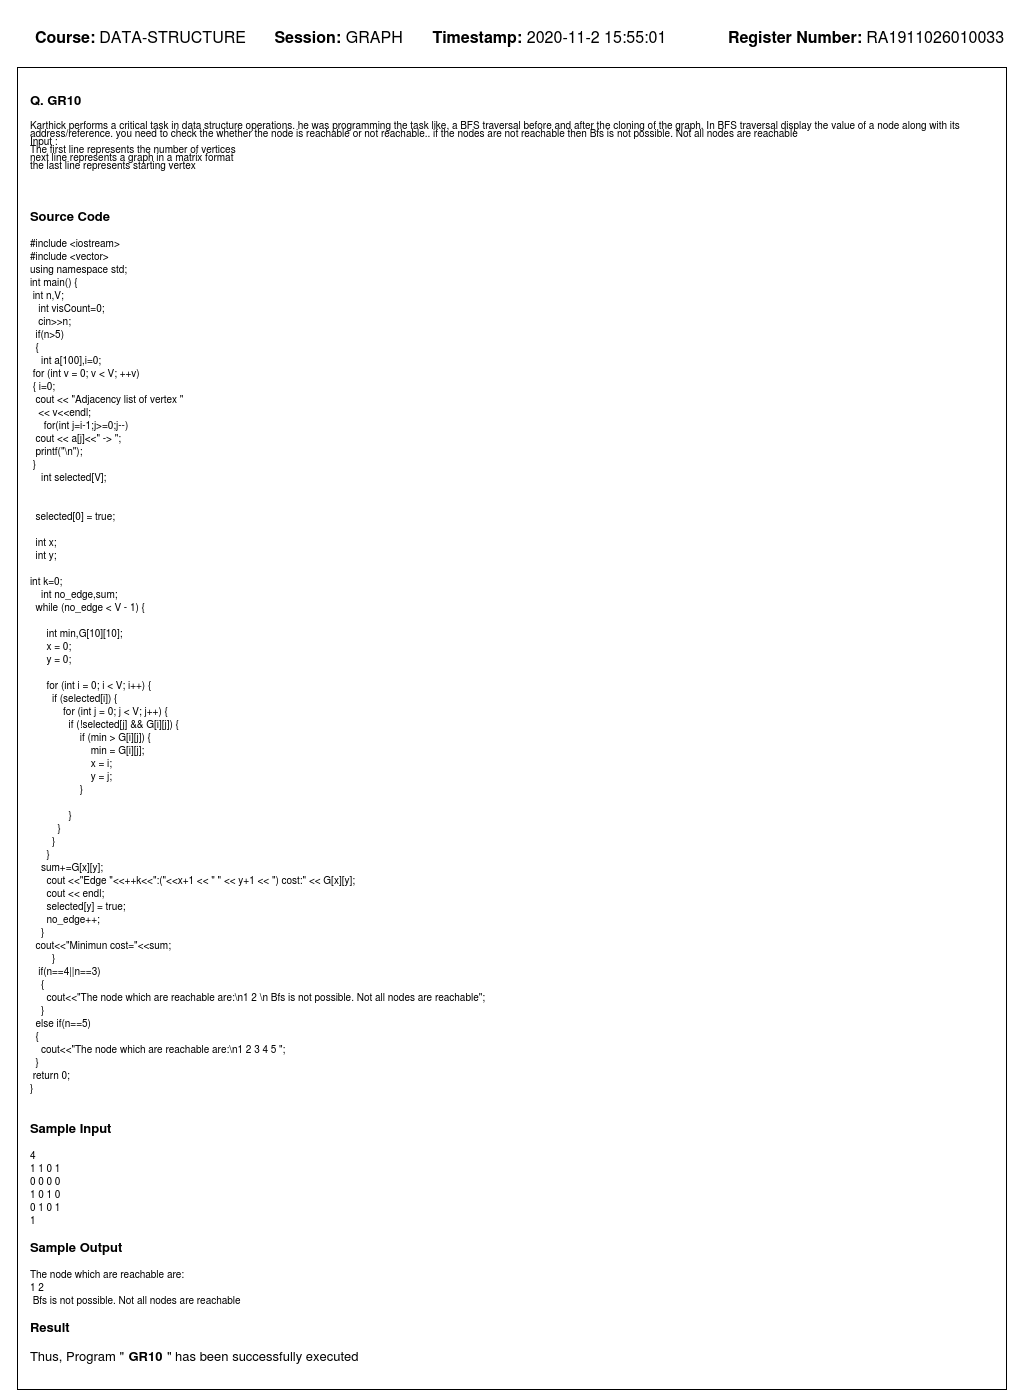 Course: DATA-STRUCTURE Session: GRAPH Timestamp: 2020-11-2 15:55:01 Register Number: RA1911026010033
Q. GR10
Karthick performs a critical task in data structure operations. he was programming the task like, a BFS traversal before and after the cloning of the graph. In BFS traversal display the value of a node along with its
address/reference. you need to check the whether the node is reachable or not reachable.. if the nodes are not reachable then Bfs is not possible. Not all nodes are reachable
Input :
The first line represents the number of vertices
next line represents a graph in a matrix format
the last line represents starting vertex
Source Code
#include <iostream>
#include <vector>
using namespace std;
int main() {
int n,V;
int visCount=0;
cin>>n;
if(n>5)
{
int a[100],i=0;
for (int v = 0; v < V; ++v)
{ i=0;
cout << "Adjacency list of vertex "
<< v<<endl;
for(int j=i-1;j>=0;j--)
cout << a[j]<<" -> ";
printf("\n");
}
int selected[V];
selected[0] = true;
int x;
int y;
int k=0;
int no_edge,sum;
while (no_edge < V - 1) {
int min,G[10][10];
x = 0;
y = 0;
for (int i = 0; i < V; i++) {
if (selected[i]) {
for (int j = 0; j < V; j++) {
if (!selected[j] && G[i][j]) {
if (min > G[i][j]) {
min = G[i][j];
x = i;
y = j;
}
}
}
}
}
sum+=G[x][y];
cout <<"Edge "<<++k<<":("<<x+1 << " " << y+1 << ") cost:" << G[x][y];
cout << endl;
selected[y] = true;
no_edge++;
}
cout<<"Minimun cost="<<sum;
}
if(n==4||n==3)
{
cout<<"The node which are reachable are:\n1 2 \n Bfs is not possible. Not all nodes are reachable";
}
else if(n==5)
{
cout<<"The node which are reachable are:\n1 2 3 4 5 ";
}
return 0;
}
Sample Input
4
1 1 0 1
0 0 0 0
1 0 1 0
0 1 0 1
1
Sample Output
The node which are reachable are:
1 2
Bfs is not possible. Not all nodes are reachable
Result
Thus, Program " GR10 " has been successfully executed